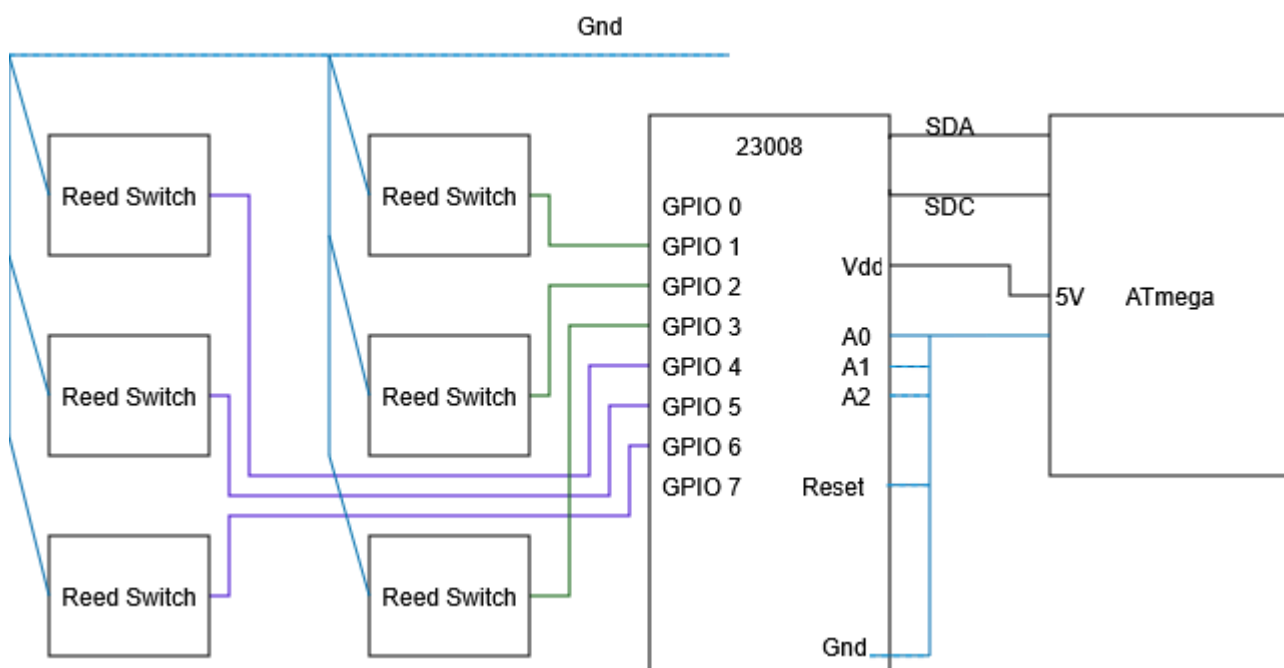 Gnd
Reed Switch
Reed Switch
Reed Switch
Reed Switch
Reed Switch
Reed Switch
23008
GPIO 0
GPIO 1
GPIO 2
GPIO 3
GPIO 4
GPIO 5
GPIO 6
GPIO 7
Vdd
A0
A1
A2
Reset
Gnd
SDA
SDC
5V
ATmega